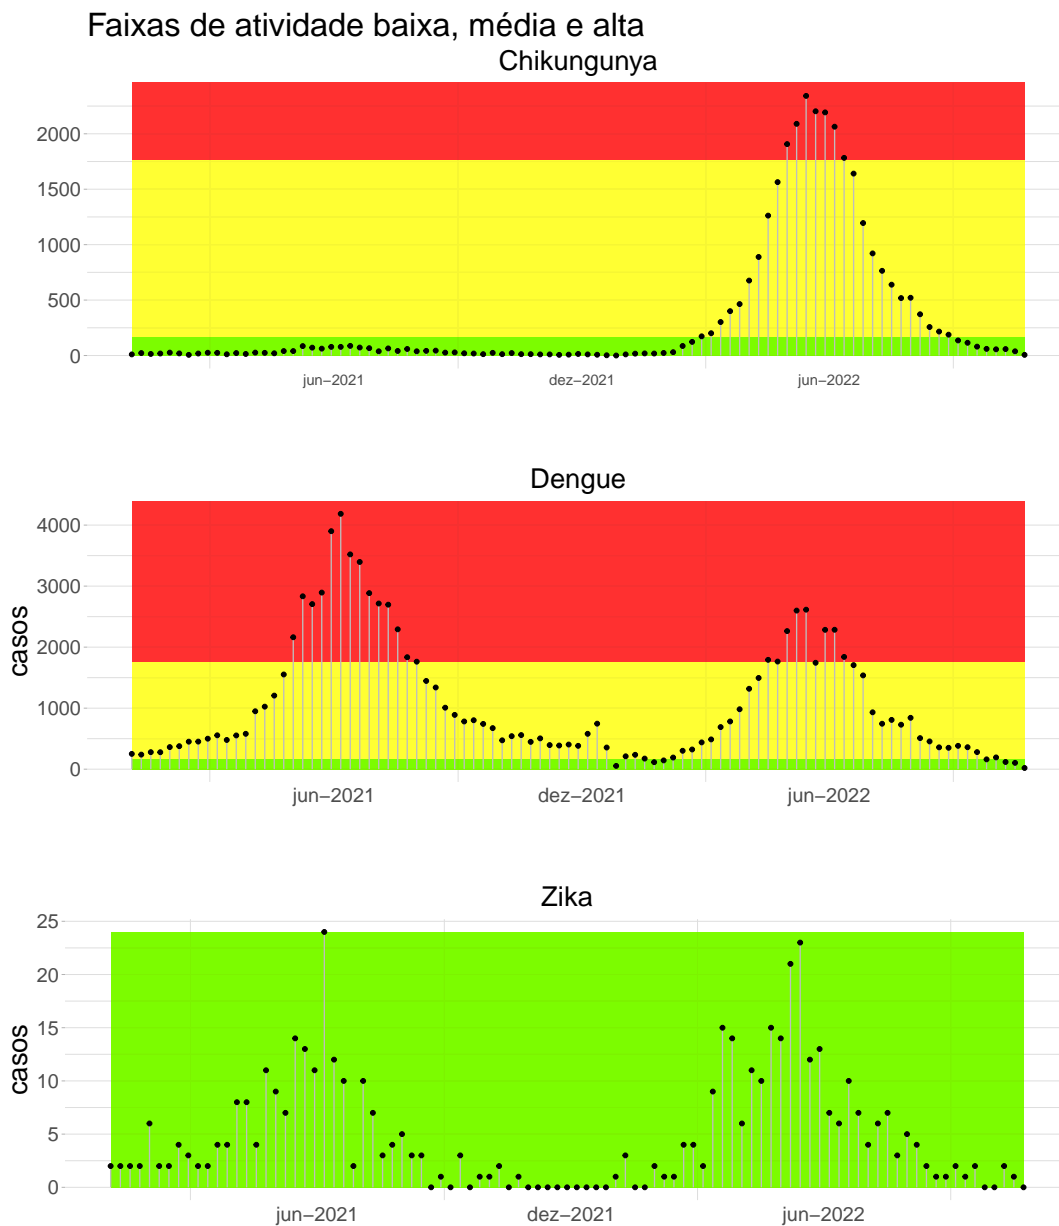 Faixas de atividade baixa, média e alta
Chikungunya
2000
1500
1000
500
0
jun−2021 dez−2021 jun−2022
Dengue
casos
4000
3000
2000
1000
0
jun−2021 dez−2021 jun−2022
Zika
casos
25
20
15
10
5
0
jun−2021 dez−2021 jun−2022